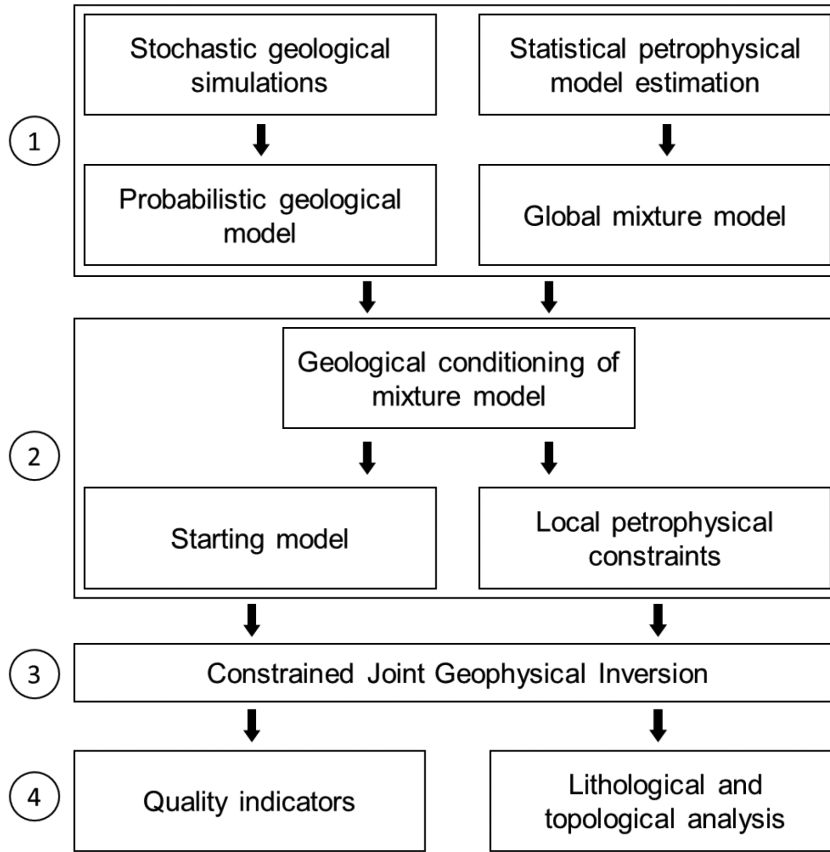 Stochastic geological
simulations
Statistical petrophysical
model estimation
1
Probabilistic geological
model
Global mixture model
Geological conditioning of
mixture model
2
Starting model
Local petrophysical
constraints
3
Constrained Joint Geophysical Inversion
4
Quality indicators
Lithological and
topological analysis